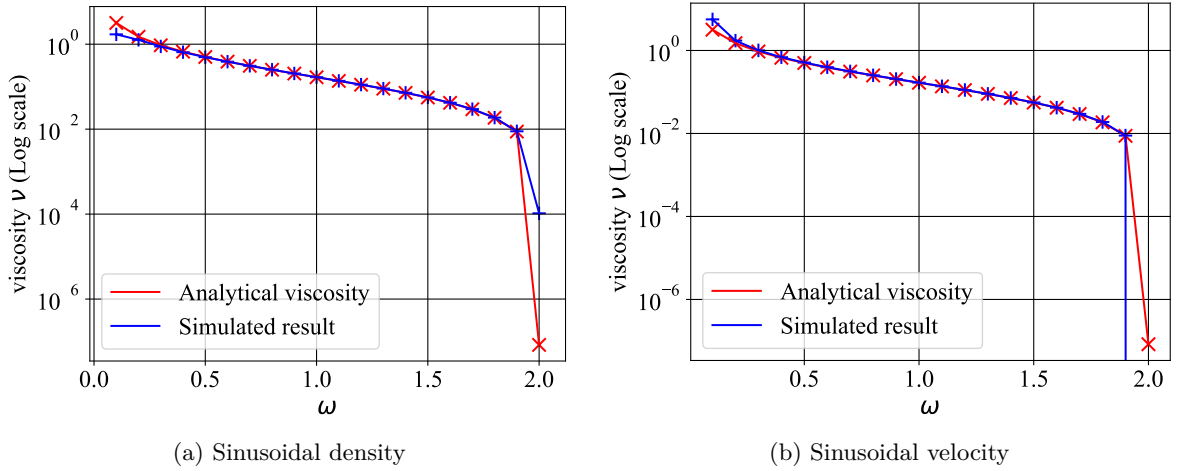 10^0
10^2
10^4
10^6
viscosity ν (Log scale)
Analytical viscosity
Simulated result
0.0 0.5 1.0 1.5 2.0
ω
(a) Sinusoidal density
10^0
10^−2
10^−4
10^−6
viscosity ν (Log scale)
Analytical viscosity
Simulated result
0.5 1.0 1.5 2.0
ω
(b) Sinusoidal velocity